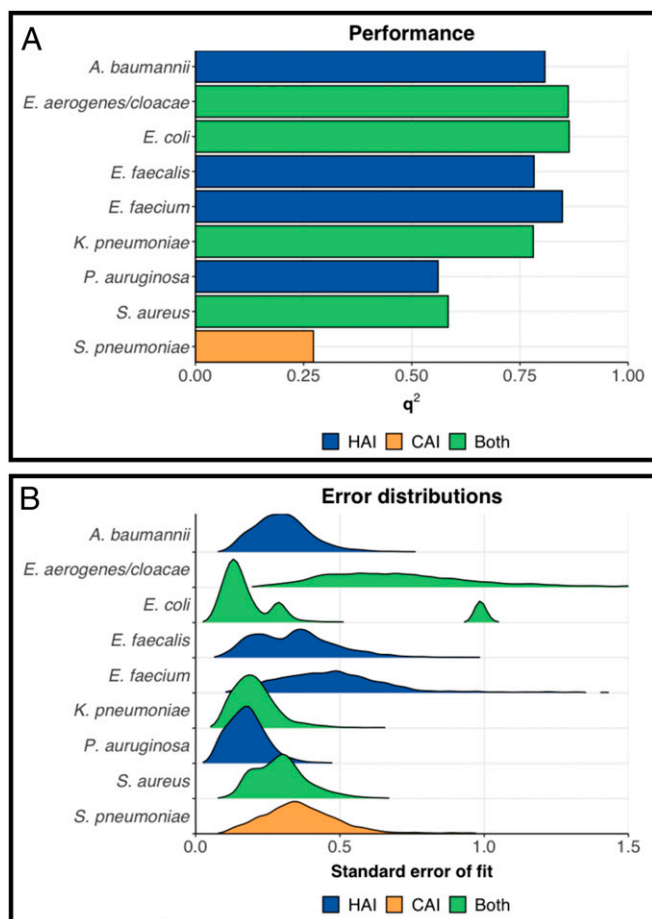 A
Performance
A. baumannii
E. aerogenes/cloacae
E. coli
E. faecalis
E. faecium
K. pneumoniae
P. auruginosa
S. aureus
S. pneumoniae
0.00 0.25 0.50 0.75 1.00
q²
HAI CAI Both
B
Error distributions
A. baumannii
E. aerogenes/cloacae
E. coli
E. faecalis
E. faecium
K. pneumoniae
P. auruginosa
S. aureus
S. pneumoniae
0.0 0.5 1.0 1.5
Standard error of fit
HAI CAI Both